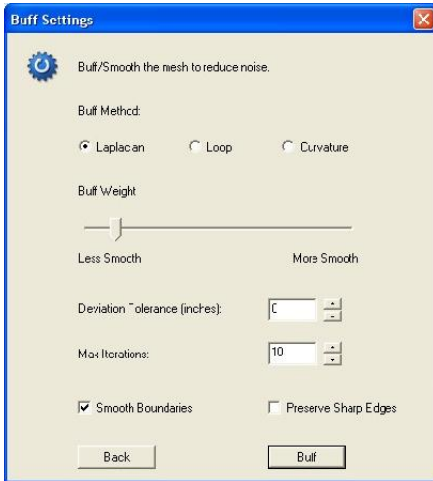 Buff Settings
Buff/Smooth the mesh to reduce noise.
Buff Method:
Laplacian Loop Curvature
Buff Weight
Less Smooth More Smooth
Deviation Tolerance (inches): 0
Max Iterations: 10
Smooth Boundaries Preserve Sharp Edges
Back Buff